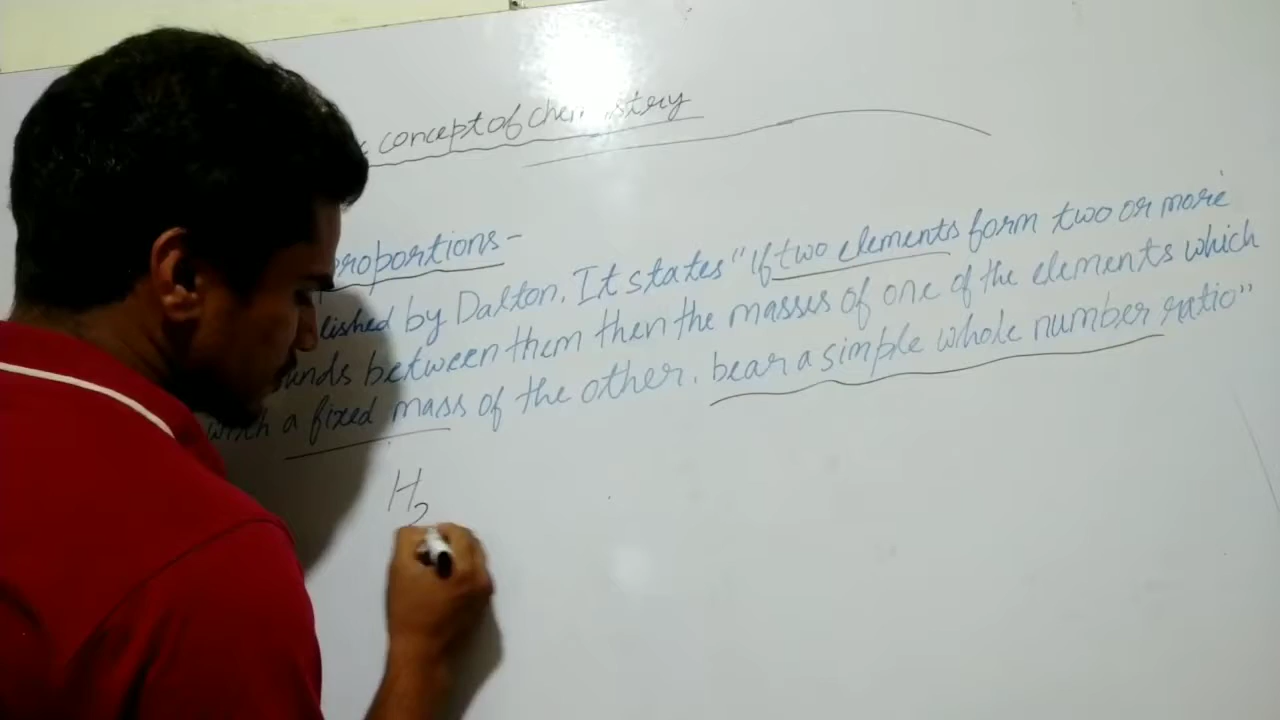 concept of chemistry
proportions -
lished by Dalton. It states "If two elements form two or more
unds between them then the masses of one of the elements which
with a fixed mass of the other. bear a simple whole number ratio"
H2